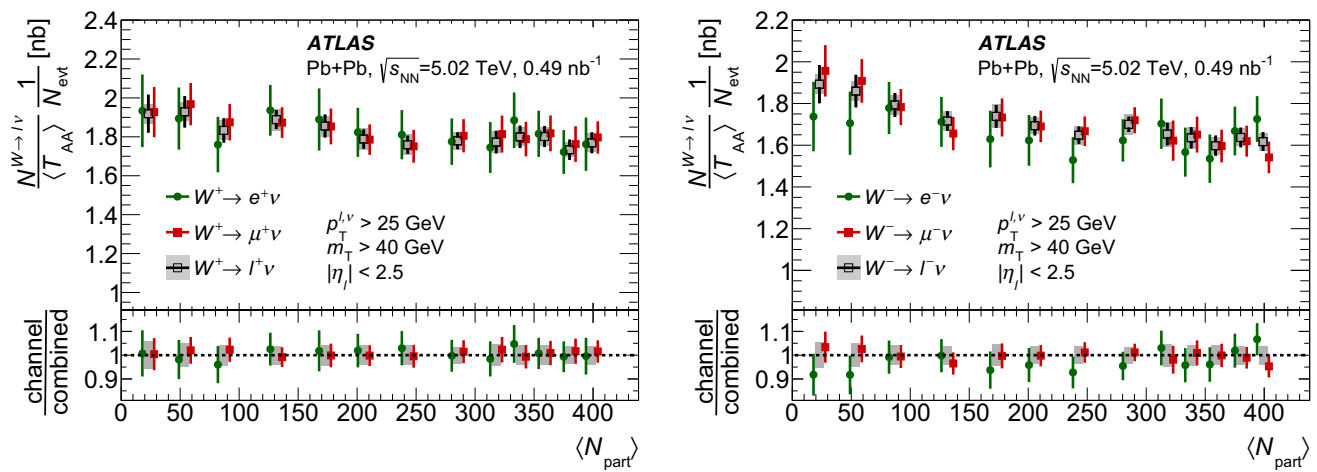 N^{W→lν} / ⟨T_AA⟩ 1 / N_evt [nb]
2.4
2.2
2
1.8
1.6
1.4
1.2
1
ATLAS
Pb+Pb, √s_NN=5.02 TeV, 0.49 nb⁻¹
W⁺→ e⁺ν
W⁺→ μ⁺ν
W⁺→ l⁺ν
p_T^{l,ν} > 25 GeV
m_T > 40 GeV
|η_l| < 2.5
channel
combined
1.1
1
0.9
0 50 100 150 200 250 300 350 400
⟨N_part⟩
N^{W→lν} / ⟨T_AA⟩ 1 / N_evt [nb]
2.2
2
1.8
1.6
1.4
1.2
1
ATLAS
Pb+Pb, √s_NN=5.02 TeV, 0.49 nb⁻¹
W⁻→ e⁻ν
W⁻→ μ⁻ν
W⁻→ l⁻ν
p_T^{l,ν} > 25 GeV
m_T > 40 GeV
|η_l| < 2.5
channel
combined
1.1
1
0.9
0 50 100 150 200 250 300 350 400
⟨N_part⟩